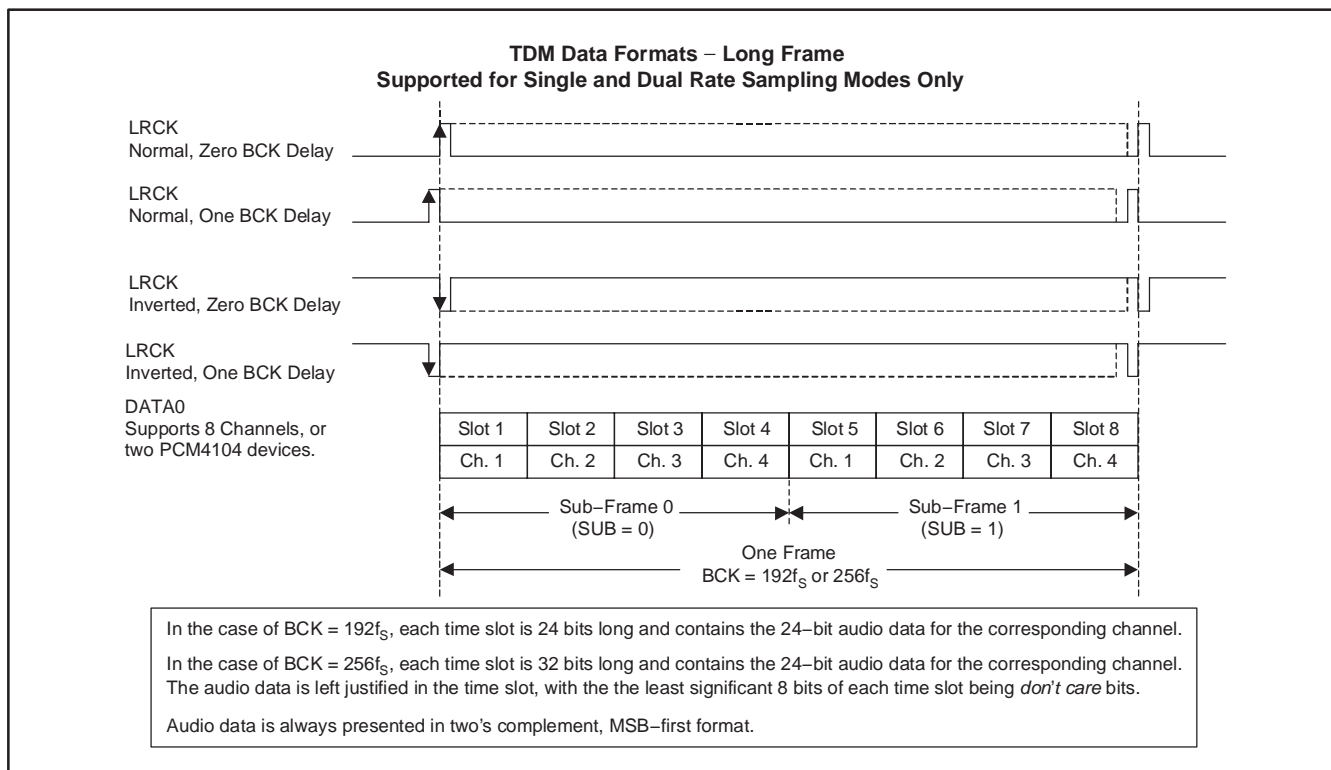 TDM Data Formats − Long Frame
Supported for Single and Dual Rate Sampling Modes Only
LRCK
Normal, Zero BCK Delay
LRCK
Normal, One BCK Delay
LRCK
Inverted, Zero BCK Delay
LRCK
Inverted, One BCK Delay
DATA0
Supports 8 Channels, or
two PCM4104 devices.
Slot 1 Slot 2 Slot 3 Slot 4 Slot 5 Slot 6 Slot 7 Slot 8
Ch. 1 Ch. 2 Ch. 3 Ch. 4 Ch. 1 Ch. 2 Ch. 3 Ch. 4
Sub−Frame 0 Sub−Frame 1
(SUB = 0) (SUB = 1)
One Frame
BCK = 192fS or 256fS
In the case of BCK = 192fS, each time slot is 24 bits long and contains the 24−bit audio data for the corresponding channel.
In the case of BCK = 256fS, each time slot is 32 bits long and contains the 24−bit audio data for the corresponding channel.
The audio data is left justified in the time slot, with the the least significant 8 bits of each time slot being don't care bits.
Audio data is always presented in two's complement, MSB−first format.